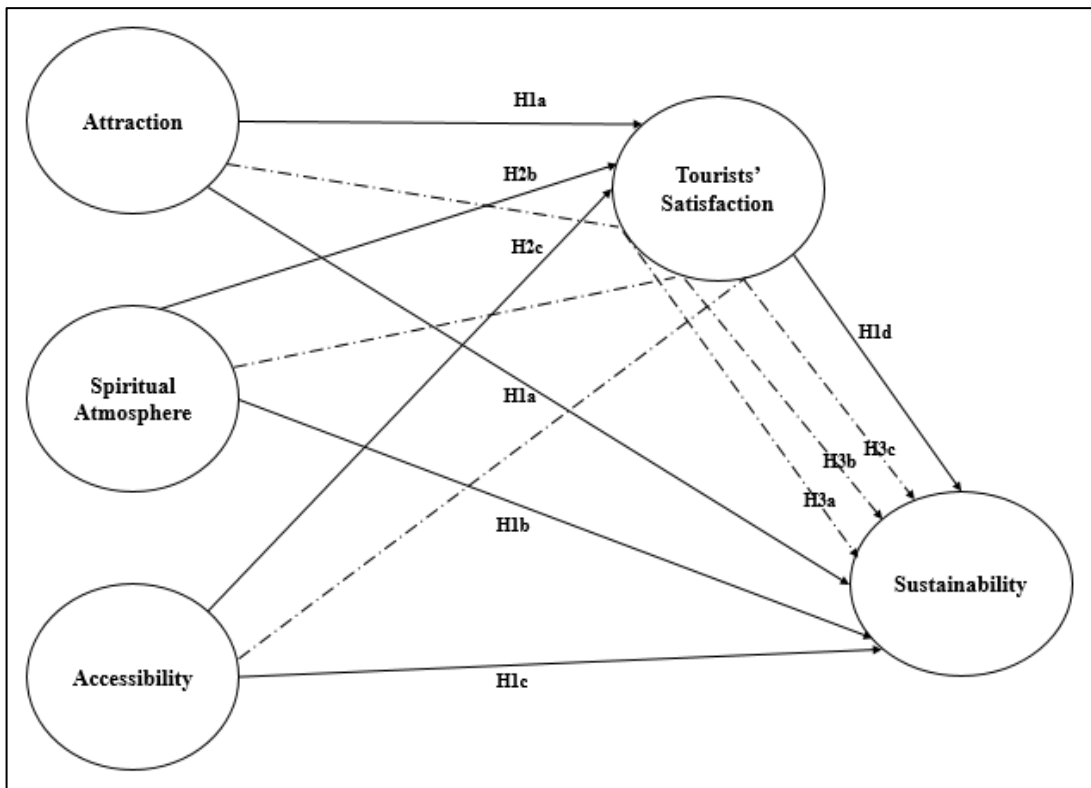 Attraction
H1a
Tourists'
Satisfaction
H2b
H2c
Spiritual
Atmosphere
H1a
H1d
H3c
H3b
H3a
H1b
Sustainability
Accessibility
H1c